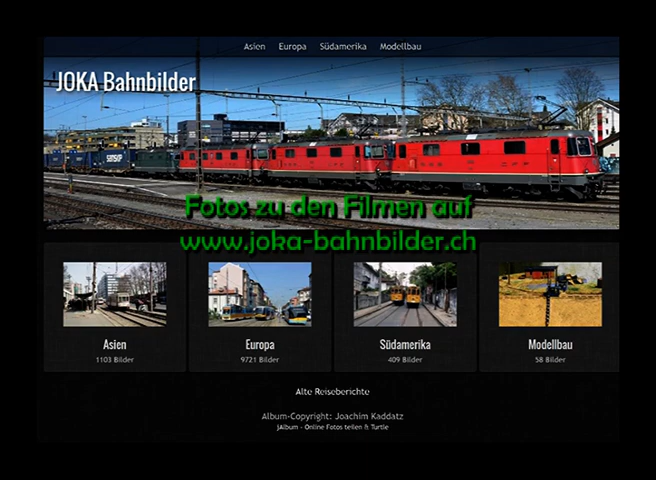 Asien Europa Südamerika Modellbau
JOKA Bahnbilder
Fotos zu den Filmen auf
www.joka-bahnbilder.ch
Asien Europa Südamerika Modellbau
1103 Bilder 9721 Bilder 409 Bilder 58 Bilder
Alte Reiseberichte
Album-Copyright: Joachim Kaddatz
jAlbum - Online Fotos teilen & Turtle